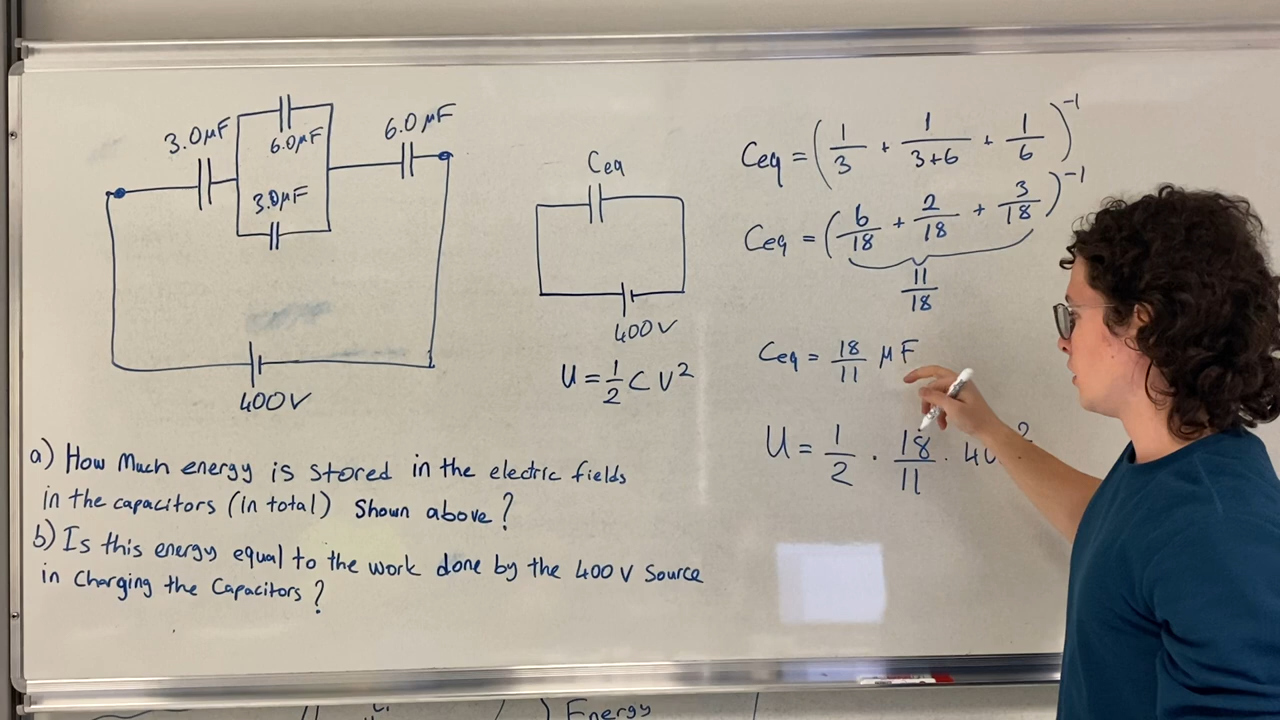 3.0μF
6.0μF
3.0μF
6.0μF
400V
Ceq
400V
U = 1/2 C V²
a) How Much energy is stored in the electric fields
in the capacitors (in total) Shown above?
b) Is this energy equal to the work done by the 400 V Source
in Charging the Capacitors?
Ceq = (1/3 + 1/(3+6) + 1/6)⁻¹
Ceq = (6/18 + 2/18 + 3/18)⁻¹
11/18
Ceq = 18/11 μF
U = 1/2 · 18/11 ·
Energy